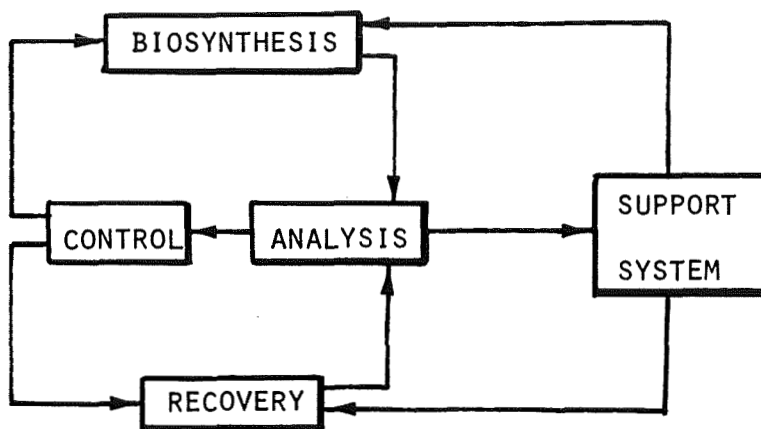 BIOSYNTHESIS
CONTROL
ANALYSIS
SUPPORT
SYSTEM
RECOVERY